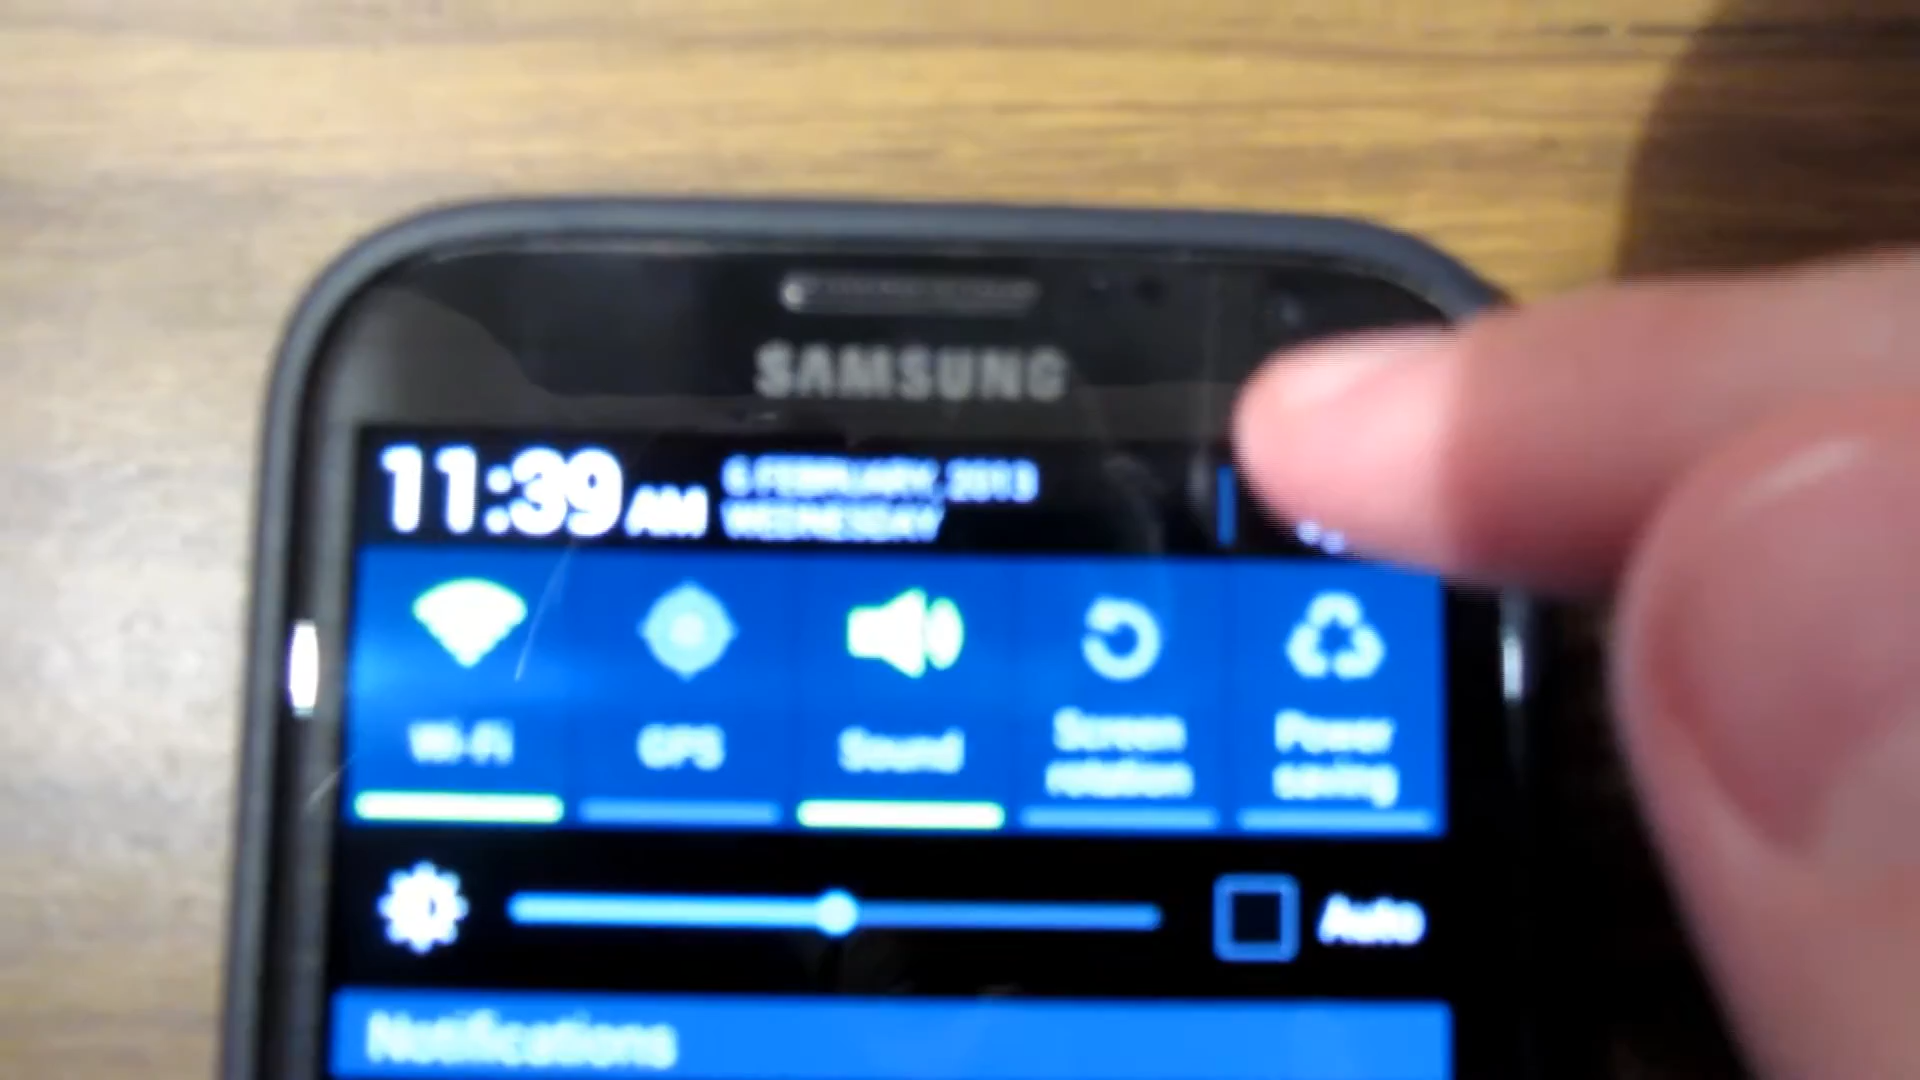 SAMSUNG
11:39 AM
6 FEBRUARY, 2013
WEDNESDAY
Wi-Fi
GPS
Sound
Screen
rotation
Power
saving
Auto
Notifications